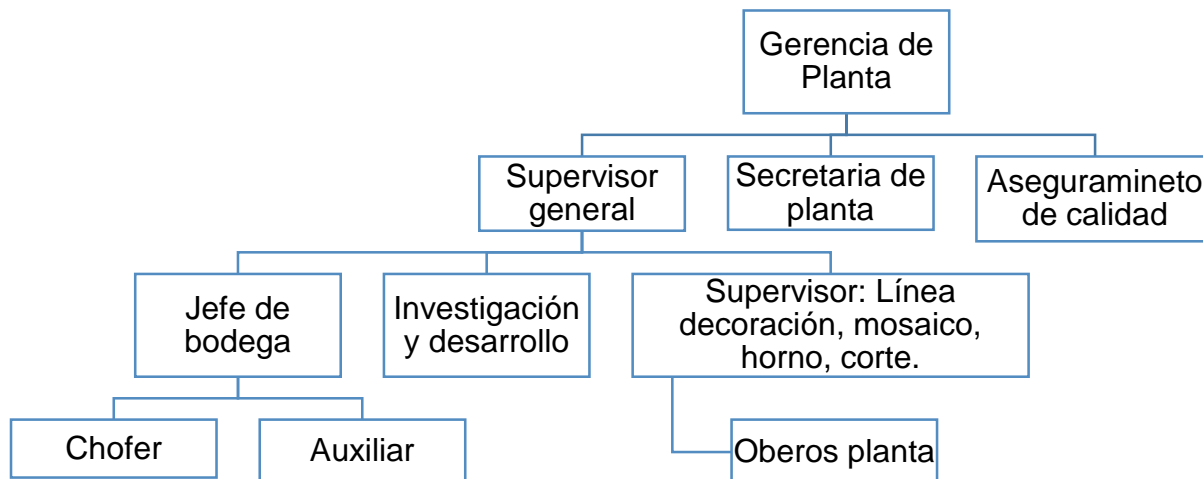 Gerencia de
Planta
Supervisor
general
Secretaria de
planta
Aseguramineto
de calidad
Jefe de
bodega
Investigación
y desarrollo
Supervisor: Línea
decoración, mosaico,
horno, corte.
Chofer
Auxiliar
Oberos planta